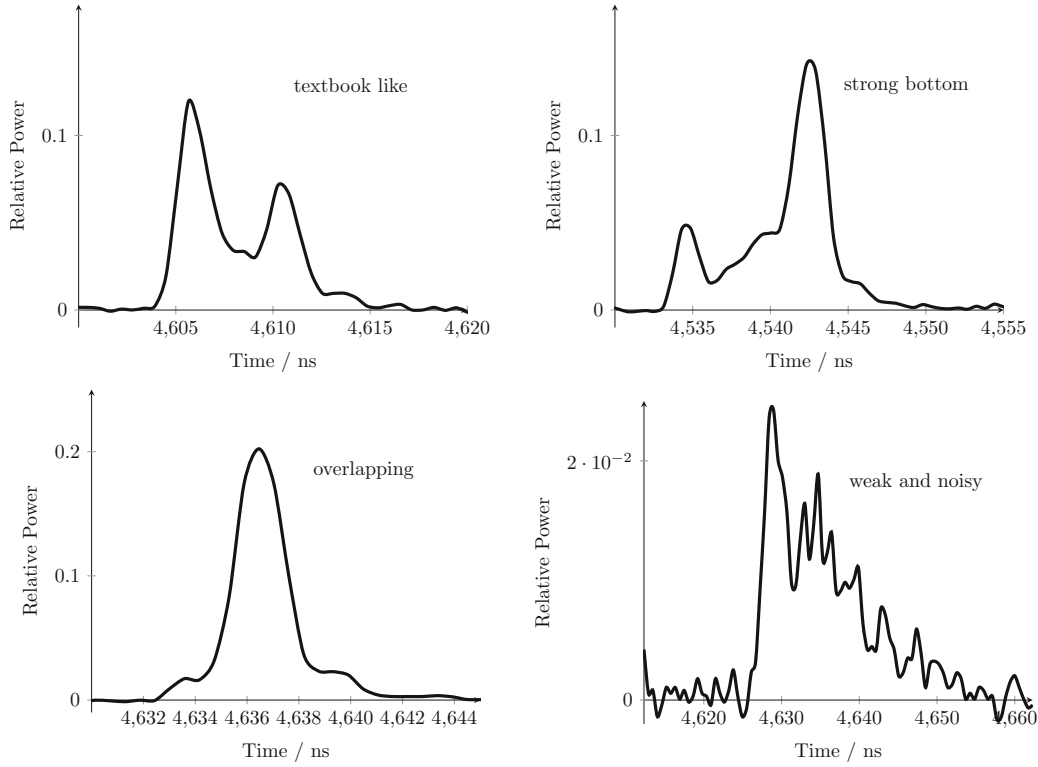 textbook like
Relative Power
0.1
0
4,605 4,610 4,615 4,620
Time / ns
strong bottom
Relative Power
0.1
0
4,535 4,540 4,545 4,550 4,555
Time / ns
overlapping
Relative Power
0.2
0.1
0
4,632 4,634 4,636 4,638 4,640 4,642 4,644
Time / ns
weak and noisy
Relative Power
2 · 10⁻²
0
4,620 4,630 4,640 4,650 4,660
Time / ns